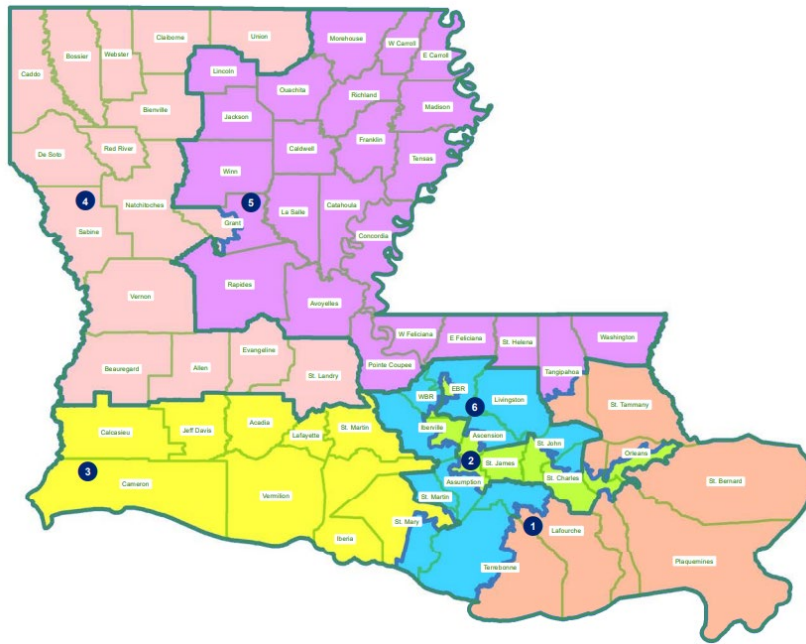 Claiborne
Union
Morehouse
W Carroll
E Carroll
Webster
Bossier
Caddo
Lincoln
Ouachita
Richland
Madison
Bienville
Jackson
Franklin
Caldwell
Tensas
Red River
De Soto
Winn
4
Natchitoches
5
La Salle
Catahoula
Sabine
Grant
Concordia
Rapides
Vernon
Avoyelles
W Feliciana
E Feliciana
St. Helena
Washington
Evangeline
Pointe Coupee
Tangipahoa
Beauregard
Allen
St. Landry
EBR
WBR
Livingston
St. Tammany
6
Acadia
St. Martin
Iberville
Calcasieu
Jeff Davis
Lafayette
Ascension
St. John
Orleans
2
St. James
3
St. Charles
St. Bernard
Cameron
Assumption
Vermilion
St. Martin
St. Mary
1
Lafourche
Iberia
Plaquemines
Terrebonne